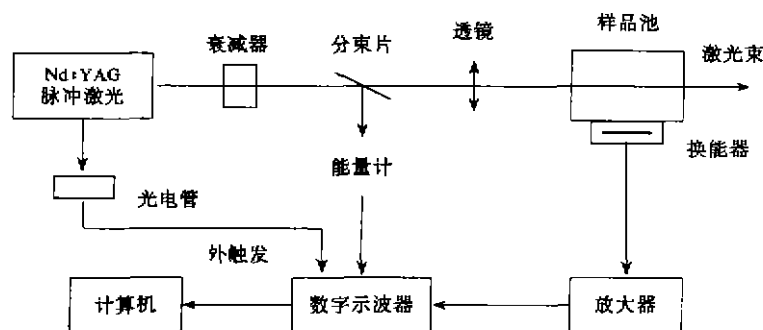 样品池
衰减器
分束片
透镜
激光束
Nd:YAG
脉冲激光
换能器
能量计
光电管
外触发
计算机
数字示波器
放大器